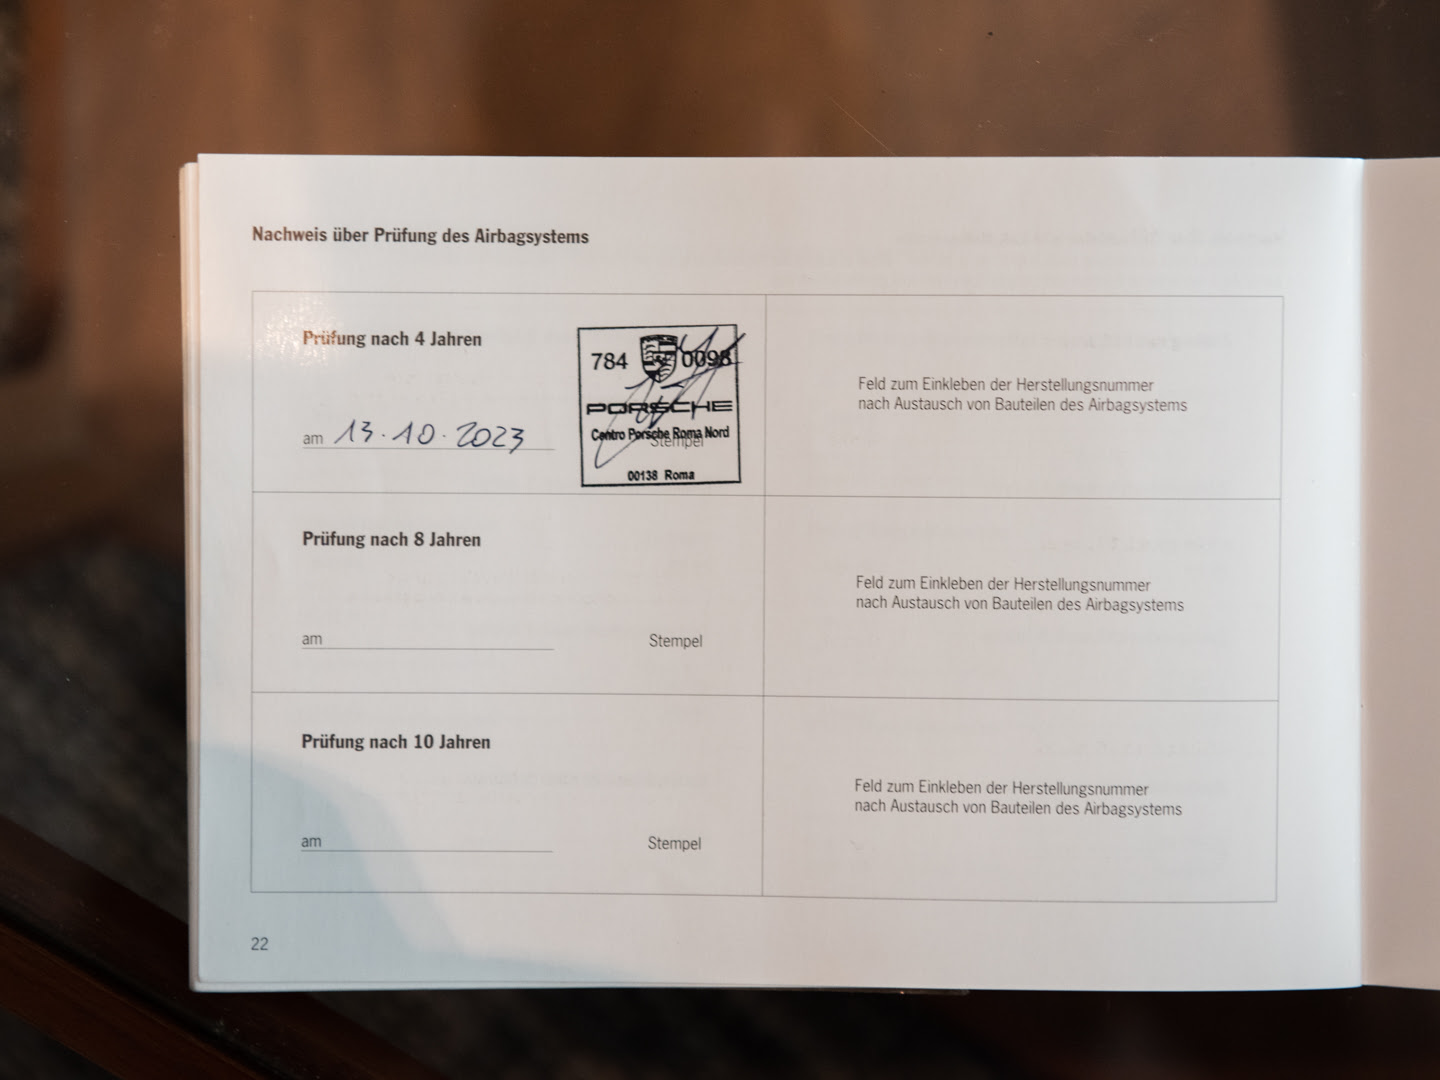 Nachweis über Prüfung des Airbagsystems
Prüfung nach 4 Jahren
am 13.10.2023
784 0098
PORSCHE
Centro Porsche Roma Nord
Stempel
00138 Roma
Feld zum Einkleben der Herstellungsnummer
nach Austausch von Bauteilen des Airbagsystems
Prüfung nach 8 Jahren
am
Stempel
Feld zum Einkleben der Herstellungsnummer
nach Austausch von Bauteilen des Airbagsystems
Prüfung nach 10 Jahren
am
Stempel
Feld zum Einkleben der Herstellungsnummer
nach Austausch von Bauteilen des Airbagsystems
22